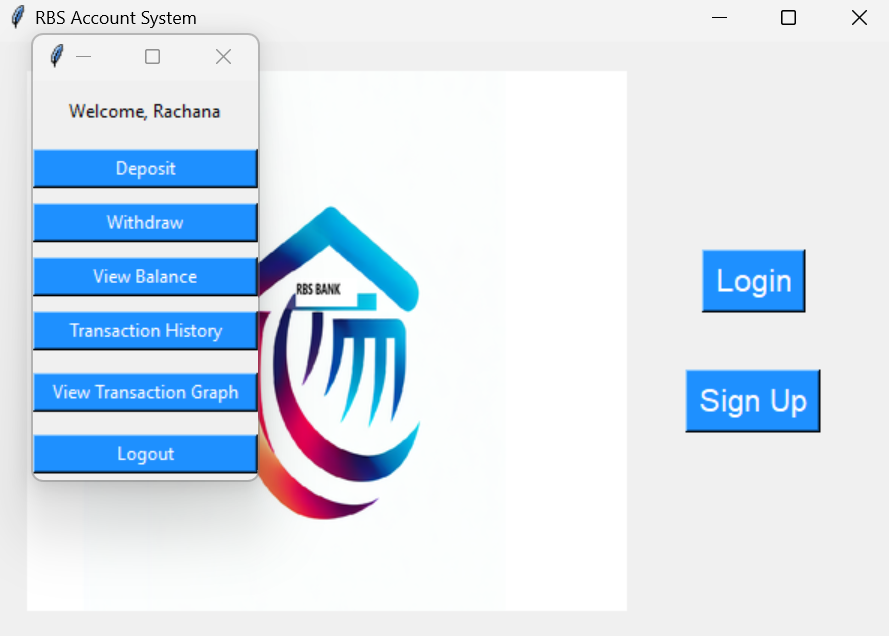 RBS Account System
Welcome, Rachana
Deposit
Withdraw
View Balance
Transaction History
View Transaction Graph
Logout
RBS BANK
Login
Sign Up